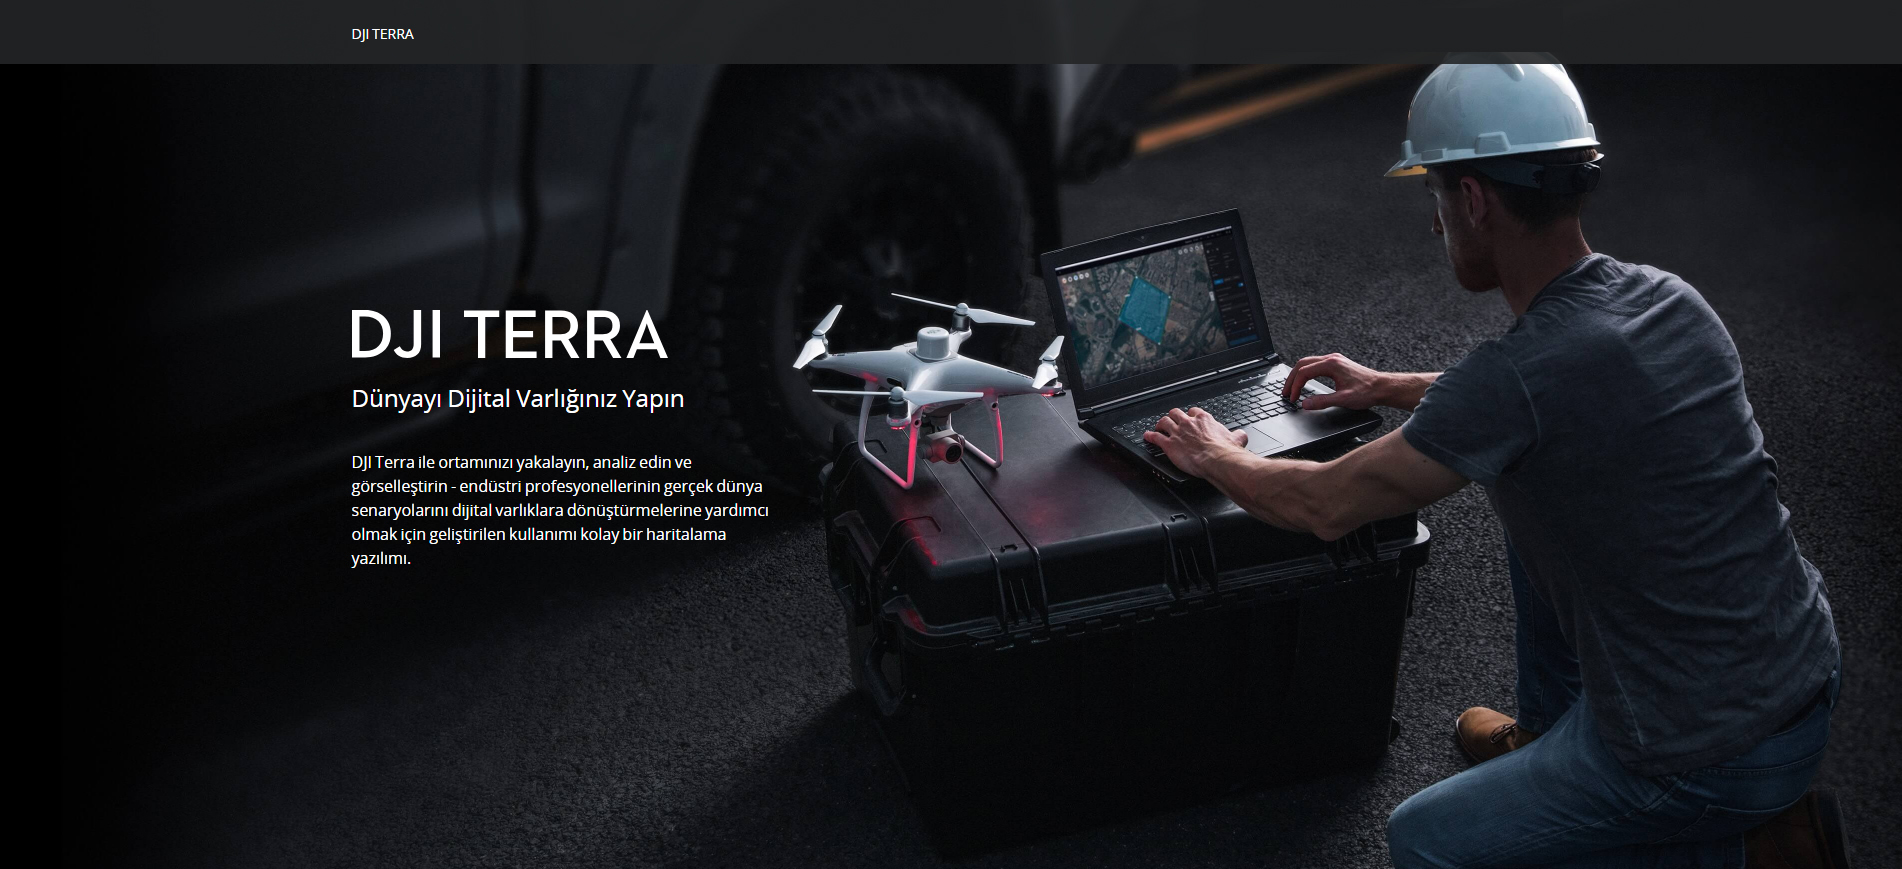 DJI TERRA
DJI TERRA
Dünyayı Dijital Varlığınız Yapın
DJI Terra ile ortamınızı yakalayın, analiz edin ve
görselleştirin - endüstri profesyonellerinin gerçek dünya
senaryolarını dijital varlıklara dönüştürmelerine yardımcı
olmak için geliştirilen kullanımı kolay bir haritalama
yazılımı.